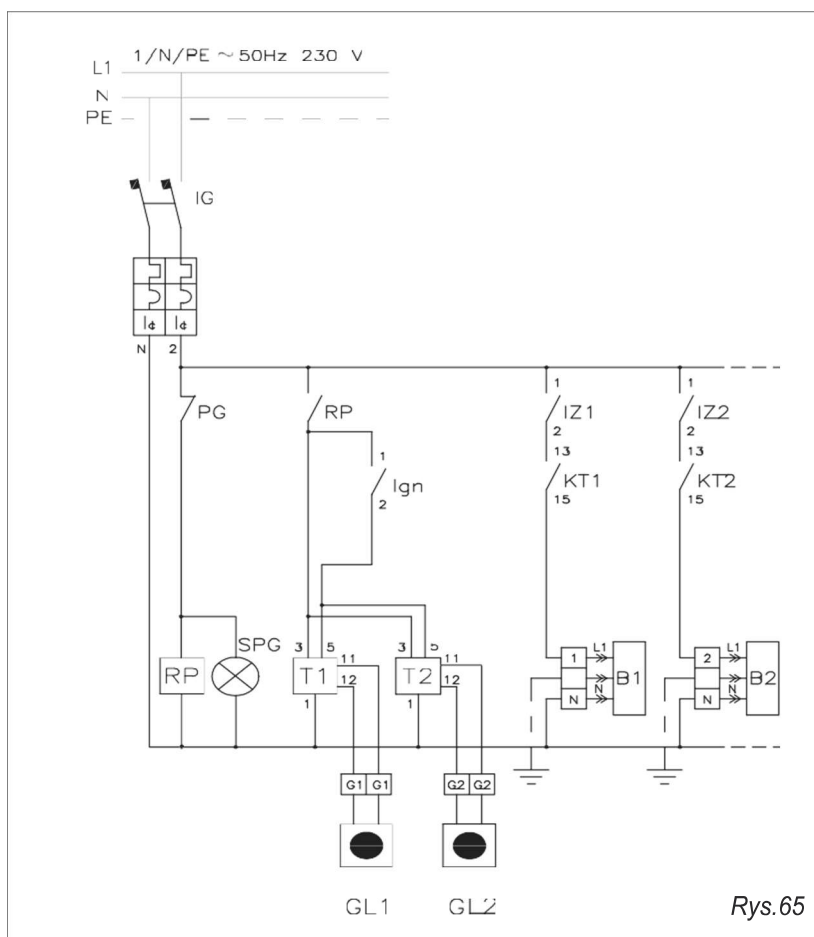 1/N/PE ~ 50Hz 230 V
L1
N
PE
IG
I¢ I¢
N 2
1 1
PG RP IZ1 IZ2
2 2
1 13 13
Ign KT1 KT2
2 15 15
SPG
3 5 3 5 L1 L1
RP T1 11 T2 11 1 B1 2 B2
12 12
1 1 N N N N
G1 G1 G2 G2
GL1 GL2
Rys.65